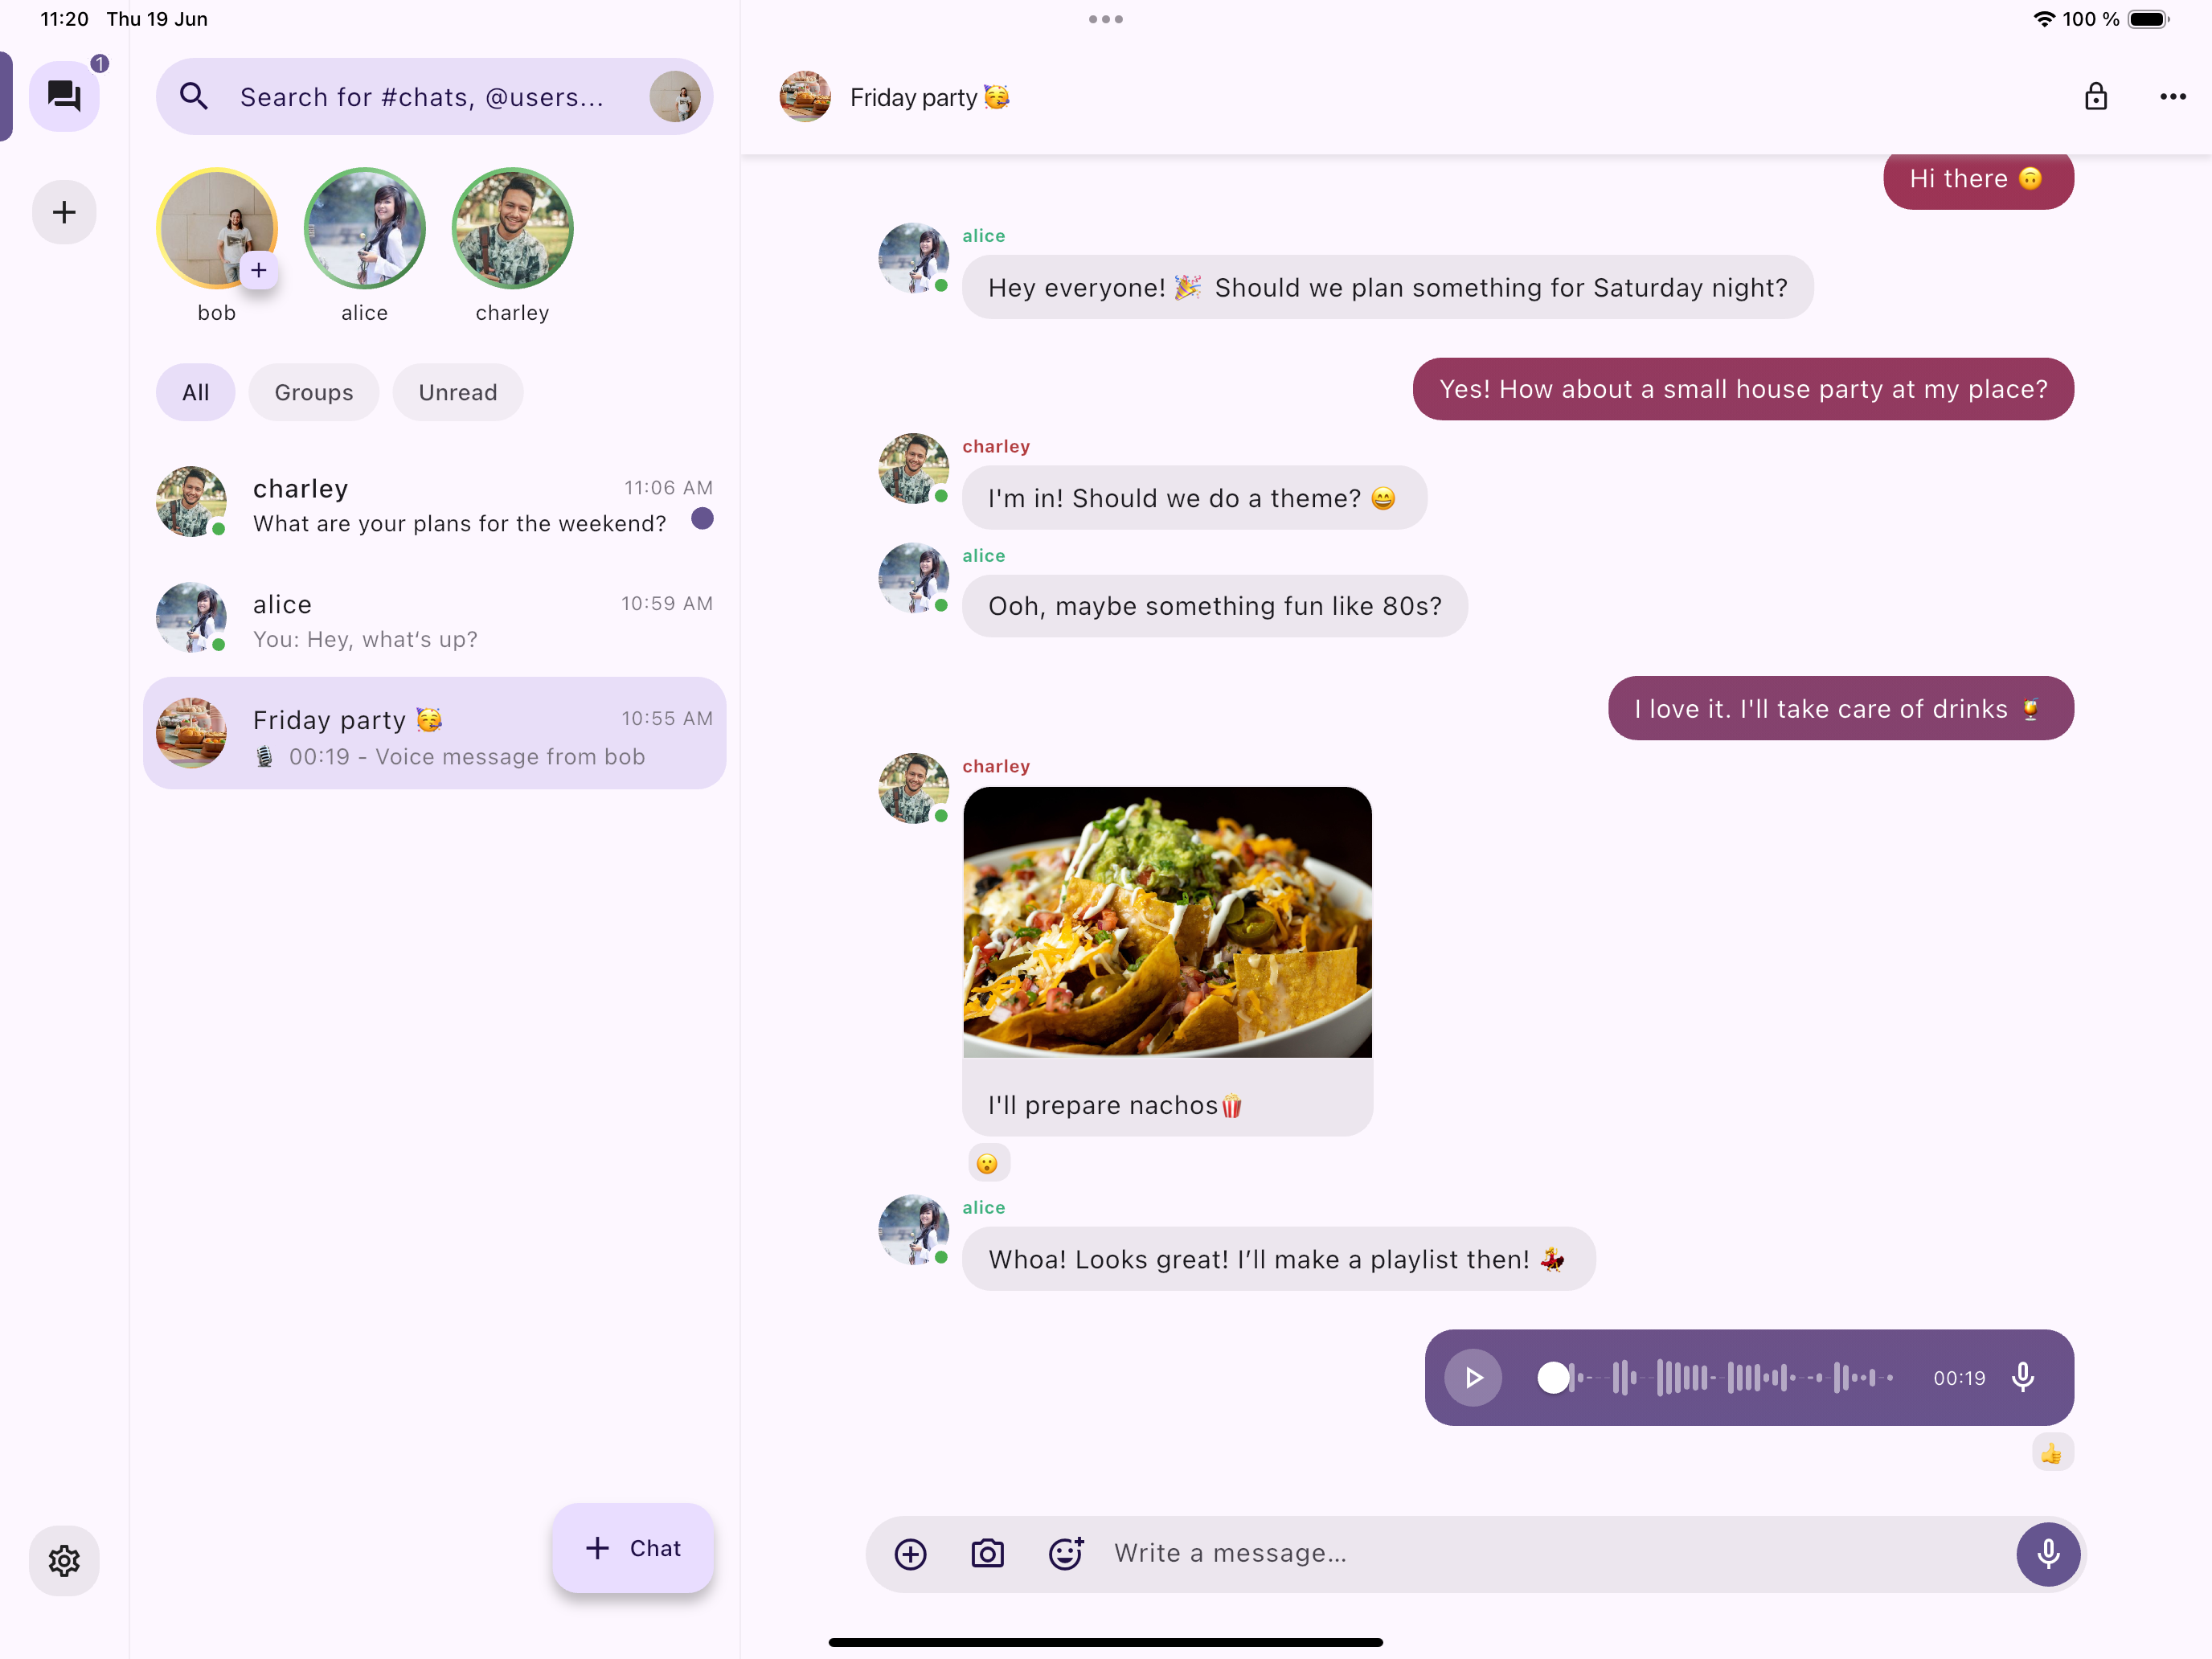 11:20 Thu 19 Jun
100 %
1
Search for #chats, @users...
bob
alice
charley
All
Groups
Unread
charley
11:06 AM
What are your plans for the weekend?
alice
10:59 AM
You: Hey, what‘s up?
Friday party 🥳
10:55 AM
🎙️ 00:19 - Voice message from bob
+ Chat
Friday party 🥳
Hi there 🙃
alice
Hey everyone! 🎉 Should we plan something for Saturday night?
Yes! How about a small house party at my place?
charley
I'm in! Should we do a theme? 😄
alice
Ooh, maybe something fun like 80s?
I love it. I'll take care of drinks 🍹
charley
I'll prepare nachos🍿
😮
alice
Whoa! Looks great! I’ll make a playlist then! 💃
00:19
👍
Write a message...